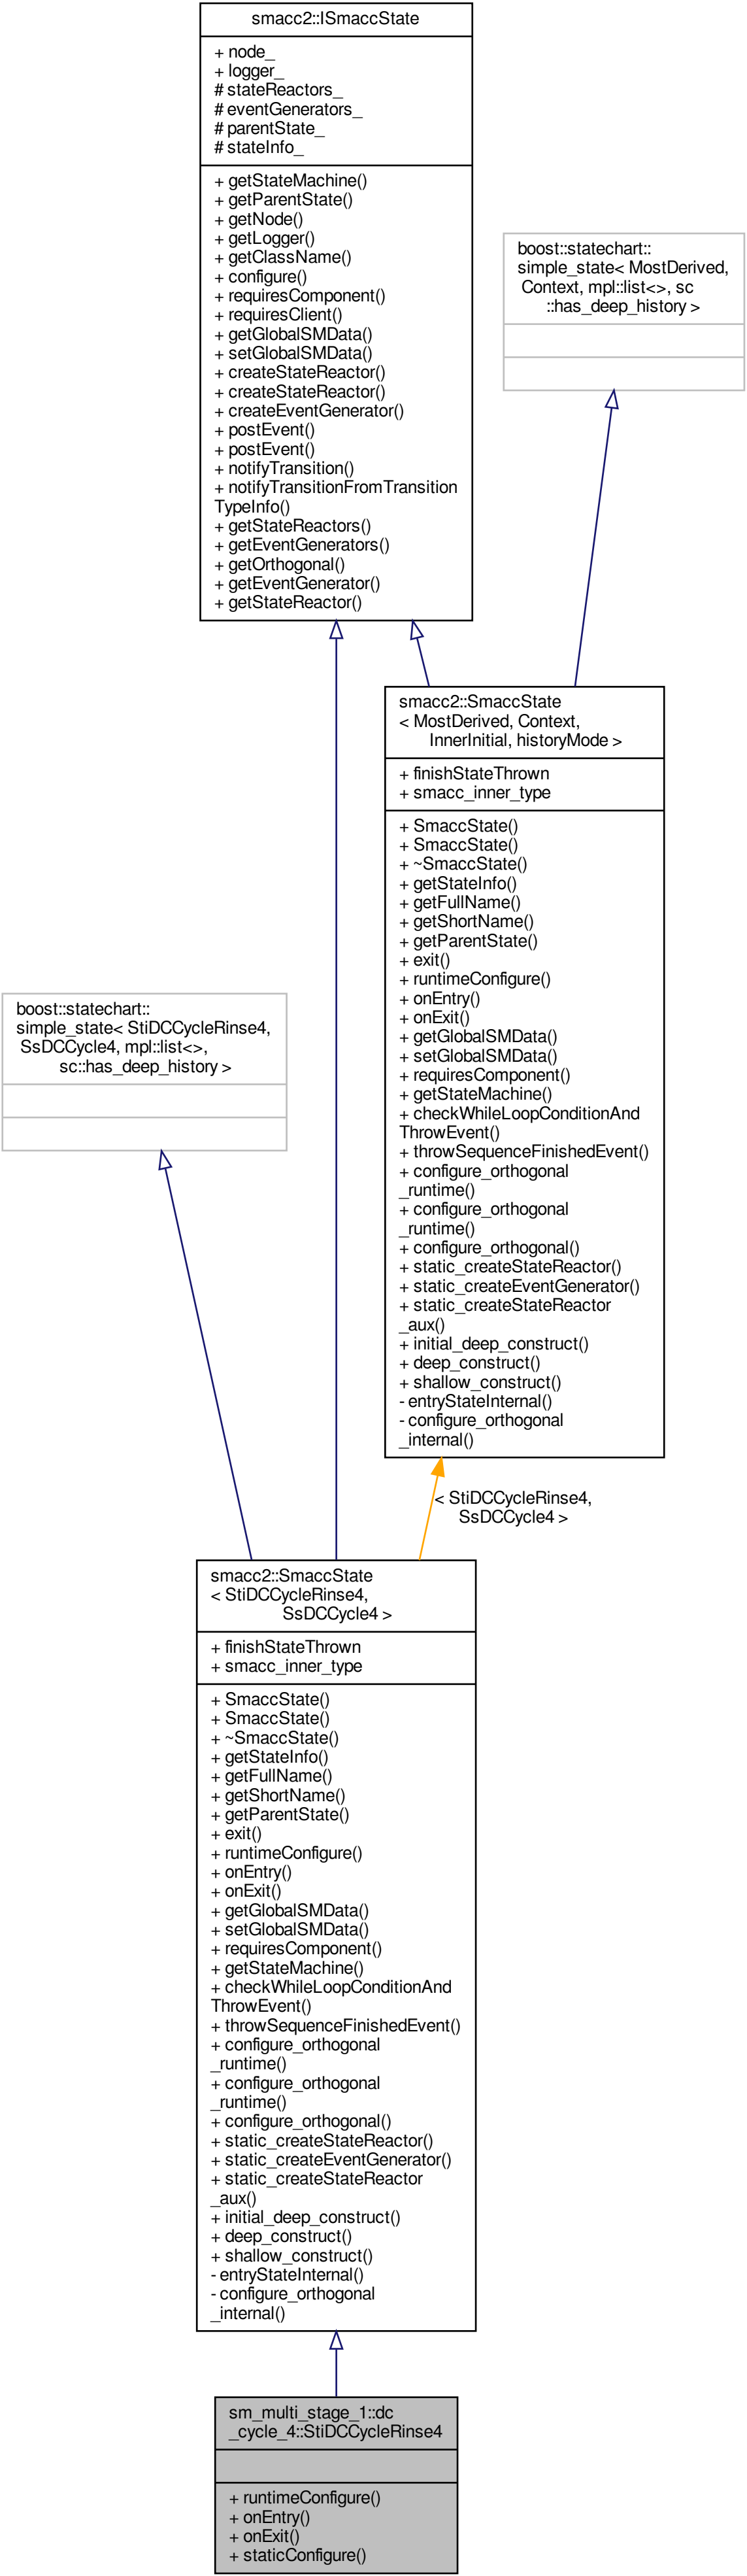 smacc2::ISmaccState
+ node_
+ logger_
# stateReactors_
# eventGenerators_
# parentState_
# stateInfo_
+ getStateMachine()
+ getParentState()
+ getNode()
+ getLogger()
+ getClassName()
+ configure()
+ requiresComponent()
+ requiresClient()
+ getGlobalSMData()
+ setGlobalSMData()
+ createStateReactor()
+ createStateReactor()
+ createEventGenerator()
+ postEvent()
+ postEvent()
+ notifyTransition()
+ notifyTransitionFromTransition
TypeInfo()
+ getStateReactors()
+ getEventGenerators()
+ getOrthogonal()
+ getEventGenerator()
+ getStateReactor()
boost::statechart::
simple_state< MostDerived,
Context, mpl::list<>, sc
::has_deep_history >
smacc2::SmaccState
< MostDerived, Context,
InnerInitial, historyMode >
+ finishStateThrown
+ smacc_inner_type
+ SmaccState()
+ SmaccState()
+ ~SmaccState()
+ getStateInfo()
+ getFullName()
+ getShortName()
+ getParentState()
+ exit()
+ runtimeConfigure()
+ onEntry()
+ onExit()
+ getGlobalSMData()
+ setGlobalSMData()
+ requiresComponent()
+ getStateMachine()
+ checkWhileLoopConditionAnd
ThrowEvent()
+ throwSequenceFinishedEvent()
+ configure_orthogonal
_runtime()
+ configure_orthogonal
_runtime()
+ configure_orthogonal()
+ static_createStateReactor()
+ static_createEventGenerator()
+ static_createStateReactor
_aux()
+ initial_deep_construct()
+ deep_construct()
+ shallow_construct()
- entryStateInternal()
- configure_orthogonal
_internal()
boost::statechart::
simple_state< StiDCCycleRinse4,
SsDCCycle4, mpl::list<>,
sc::has_deep_history >
< StiDCCycleRinse4,
SsDCCycle4 >
smacc2::SmaccState
< StiDCCycleRinse4,
SsDCCycle4 >
+ finishStateThrown
+ smacc_inner_type
+ SmaccState()
+ SmaccState()
+ ~SmaccState()
+ getStateInfo()
+ getFullName()
+ getShortName()
+ getParentState()
+ exit()
+ runtimeConfigure()
+ onEntry()
+ onExit()
+ getGlobalSMData()
+ setGlobalSMData()
+ requiresComponent()
+ getStateMachine()
+ checkWhileLoopConditionAnd
ThrowEvent()
+ throwSequenceFinishedEvent()
+ configure_orthogonal
_runtime()
+ configure_orthogonal
_runtime()
+ configure_orthogonal()
+ static_createStateReactor()
+ static_createEventGenerator()
+ static_createStateReactor
_aux()
+ initial_deep_construct()
+ deep_construct()
+ shallow_construct()
- entryStateInternal()
- configure_orthogonal
_internal()
sm_multi_stage_1::dc
_cycle_4::StiDCCycleRinse4
+ runtimeConfigure()
+ onEntry()
+ onExit()
+ staticConfigure()